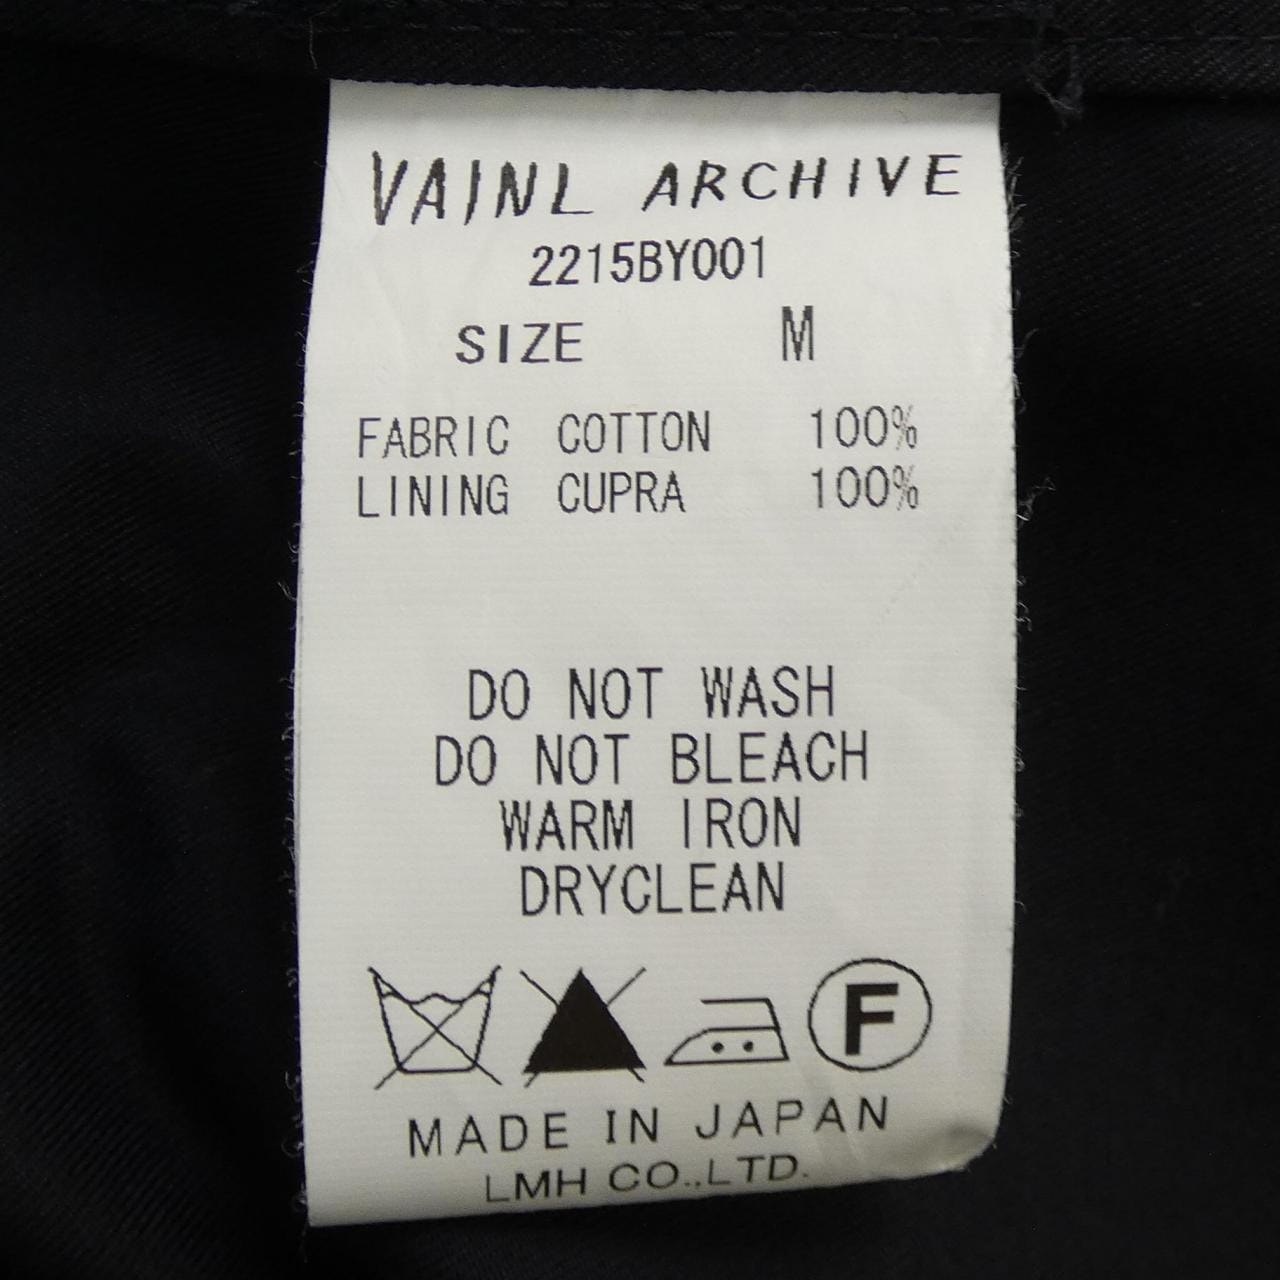 VAINL ARCHIVE
2215BY001
SIZE M
FABRIC COTTON 100%
LINING CUPRA 100%
DO NOT WASH
DO NOT BLEACH
WARM IRON
DRYCLEAN
F
MADE IN JAPAN
LMH CO.,LTD.